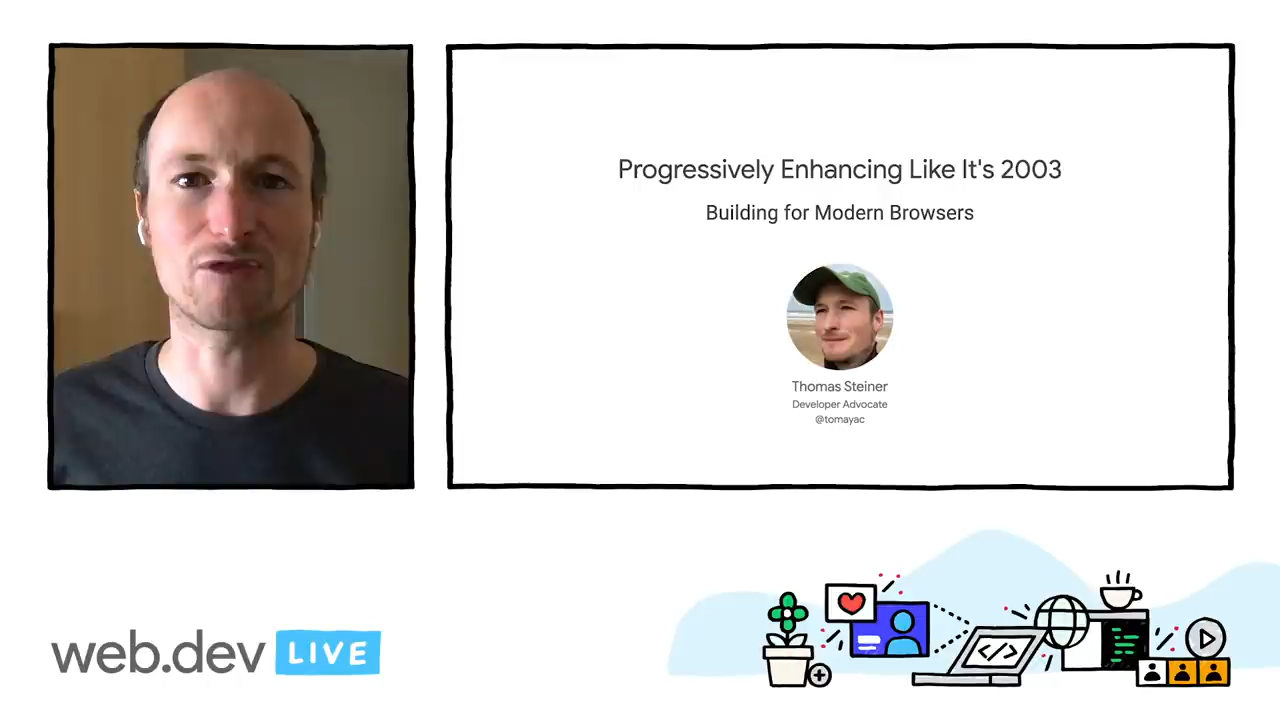 Progressively Enhancing Like It's 2003
Building for Modern Browsers
Thomas Steiner
Developer Advocate
@tomayac
web.dev LIVE
</>